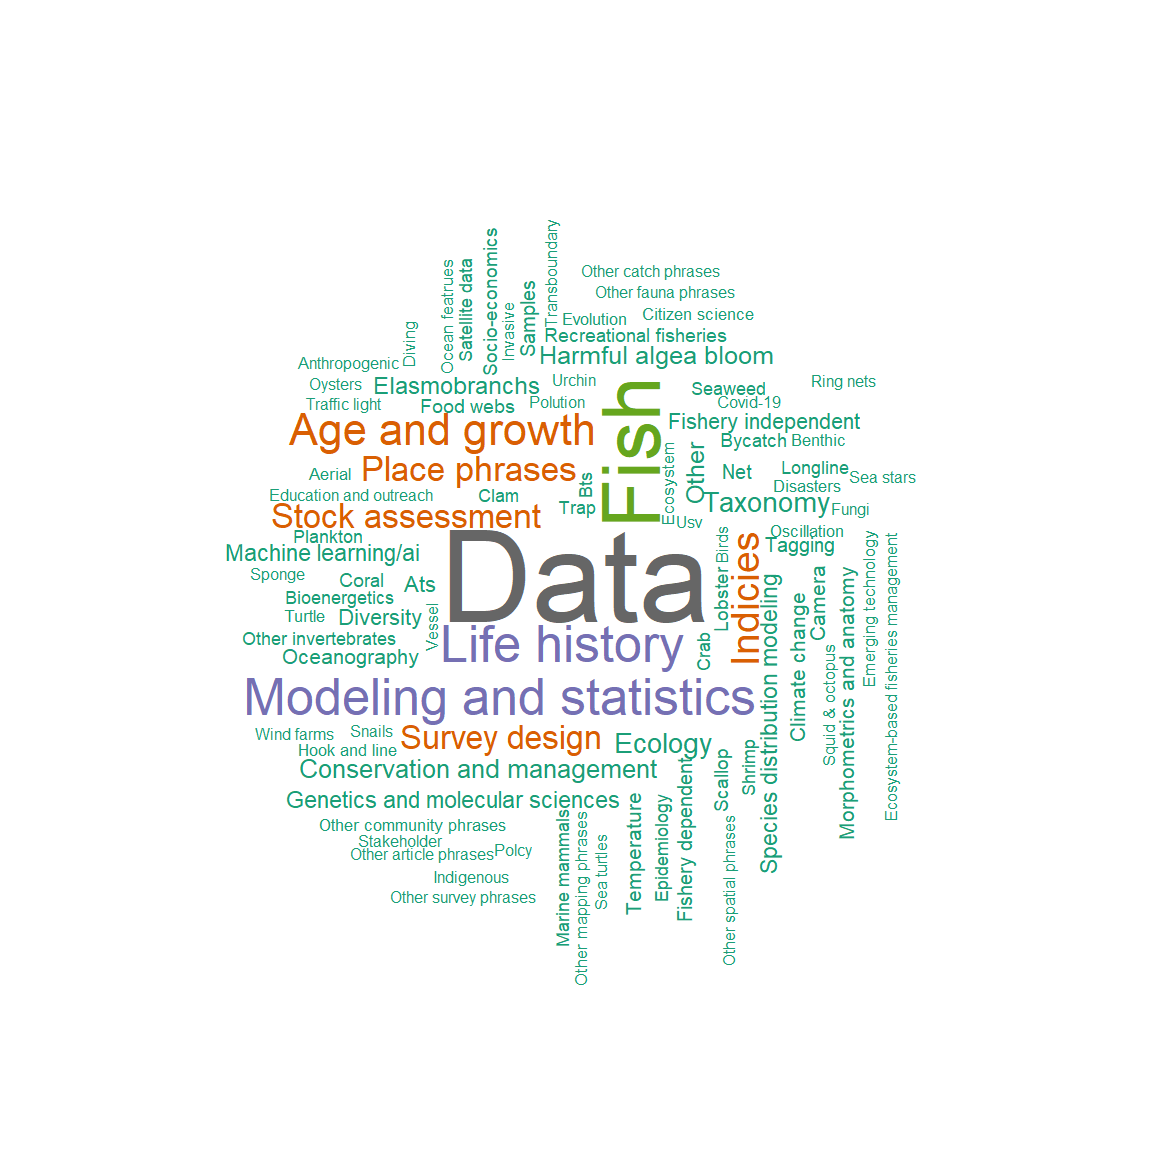 Transboundary
Socio-economics
Satellite data
Ocean featrues
Other catch phrases
Samples
Other fauna phrases
Invasive
Citizen science
Evolution
Diving
Recreational fisheries
Harmful algea bloom
Anthropogenic
Urchin
Ring nets
Oysters
Elasmobranchs
Seaweed
Fish
Traffic light
Food webs
Polution
Covid-19
Age and growth
Fishery independent
Bycatch
Benthic
Other
Ecosystem
Place phrases
Aerial
Bts
Net
Longline
Sea stars
Disasters
Education and outreach
Clam
Trap
Taxonomy
Fungi
Stock assessment
Usv
Oscillation
Plankton
Data
Birds
Tagging
Indicies
Emerging technology
Ecosystem-based fisheries management
Machine learning/ai
Lobster
Sponge
Coral
Ats
Camera
Morphometrics and anatomy
Bioenergetics
Species distribution modeling
Climate change
Turtle
Diversity
Vessel
Other invertebrates
Life history
Crab
Squid & octopus
Oceanography
Modeling and statistics
Wind farms
Snails
Survey design
Ecology
Hook and line
Shrimp
Scallop
Conservation and management
Fishery dependent
Genetics and molecular sciences
Temperature
Epidemiology
Marine mammals
Other mapping phrases
Sea turtles
Other spatial phrases
Other community phrases
Stakeholder
Other article phrases
Polcy
Indigenous
Other survey phrases